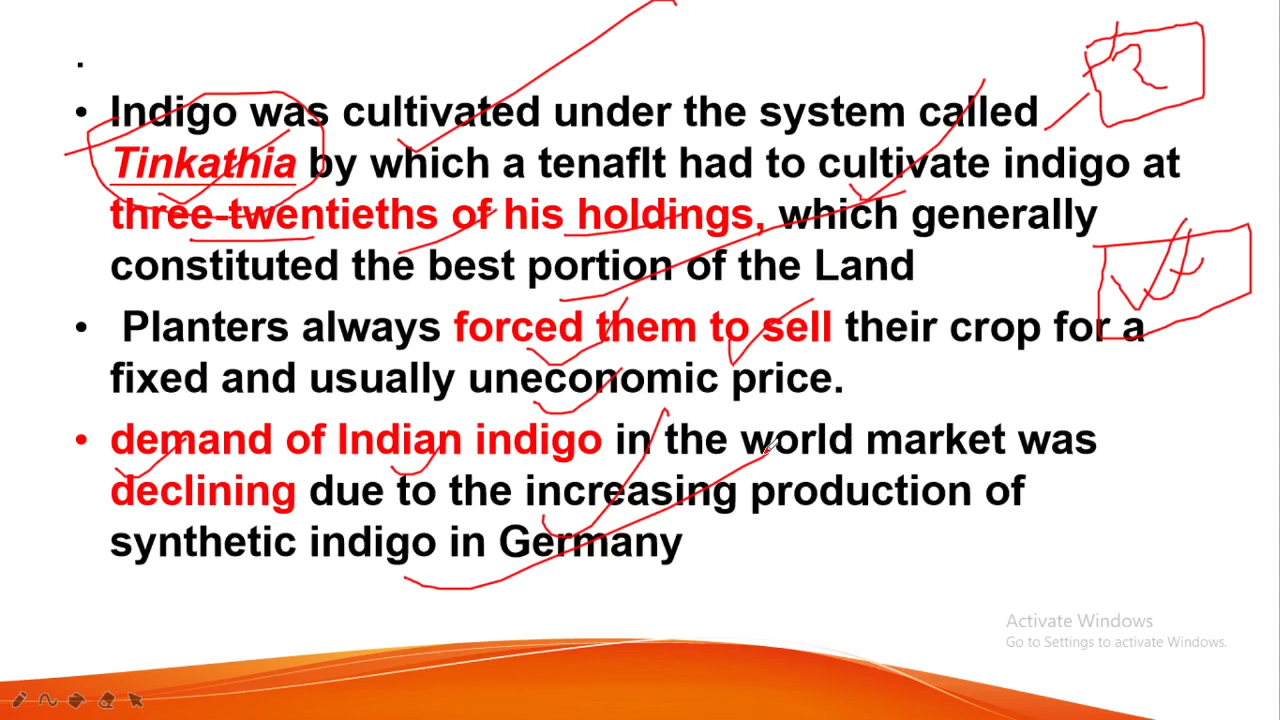 .
• Indigo was cultivated under the system called
Tinkathia by which a tenaflt had to cultivate indigo at
three-twentieths of his holdings, which generally
constituted the best portion of the Land
• Planters always forced them to sell their crop for a
fixed and usually uneconomic price.
• demand of Indian indigo in the world market was
declining due to the increasing production of
synthetic indigo in Germany
Activate Windows
Go to Settings to activate Windows.